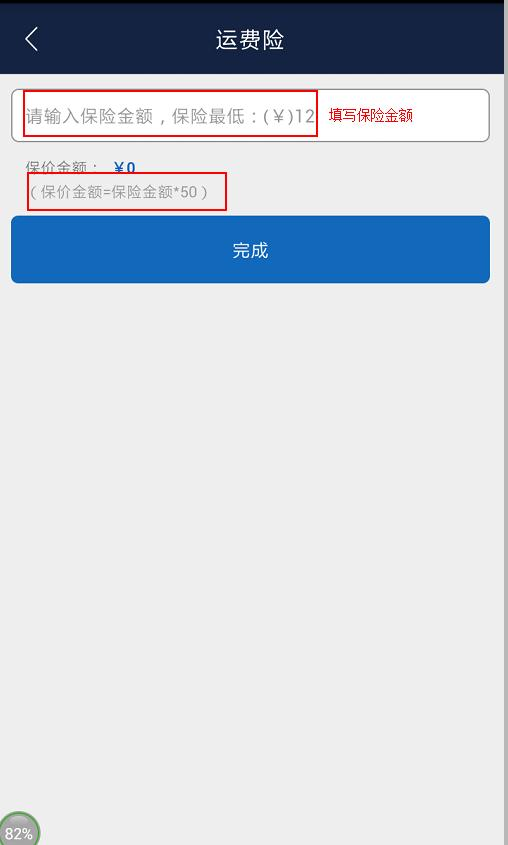 运费险
请输入保险金额，保险最低：(￥)12 填写保险金额
保价金额： ￥0
（保价金额=保险金额*50）
完成
82%